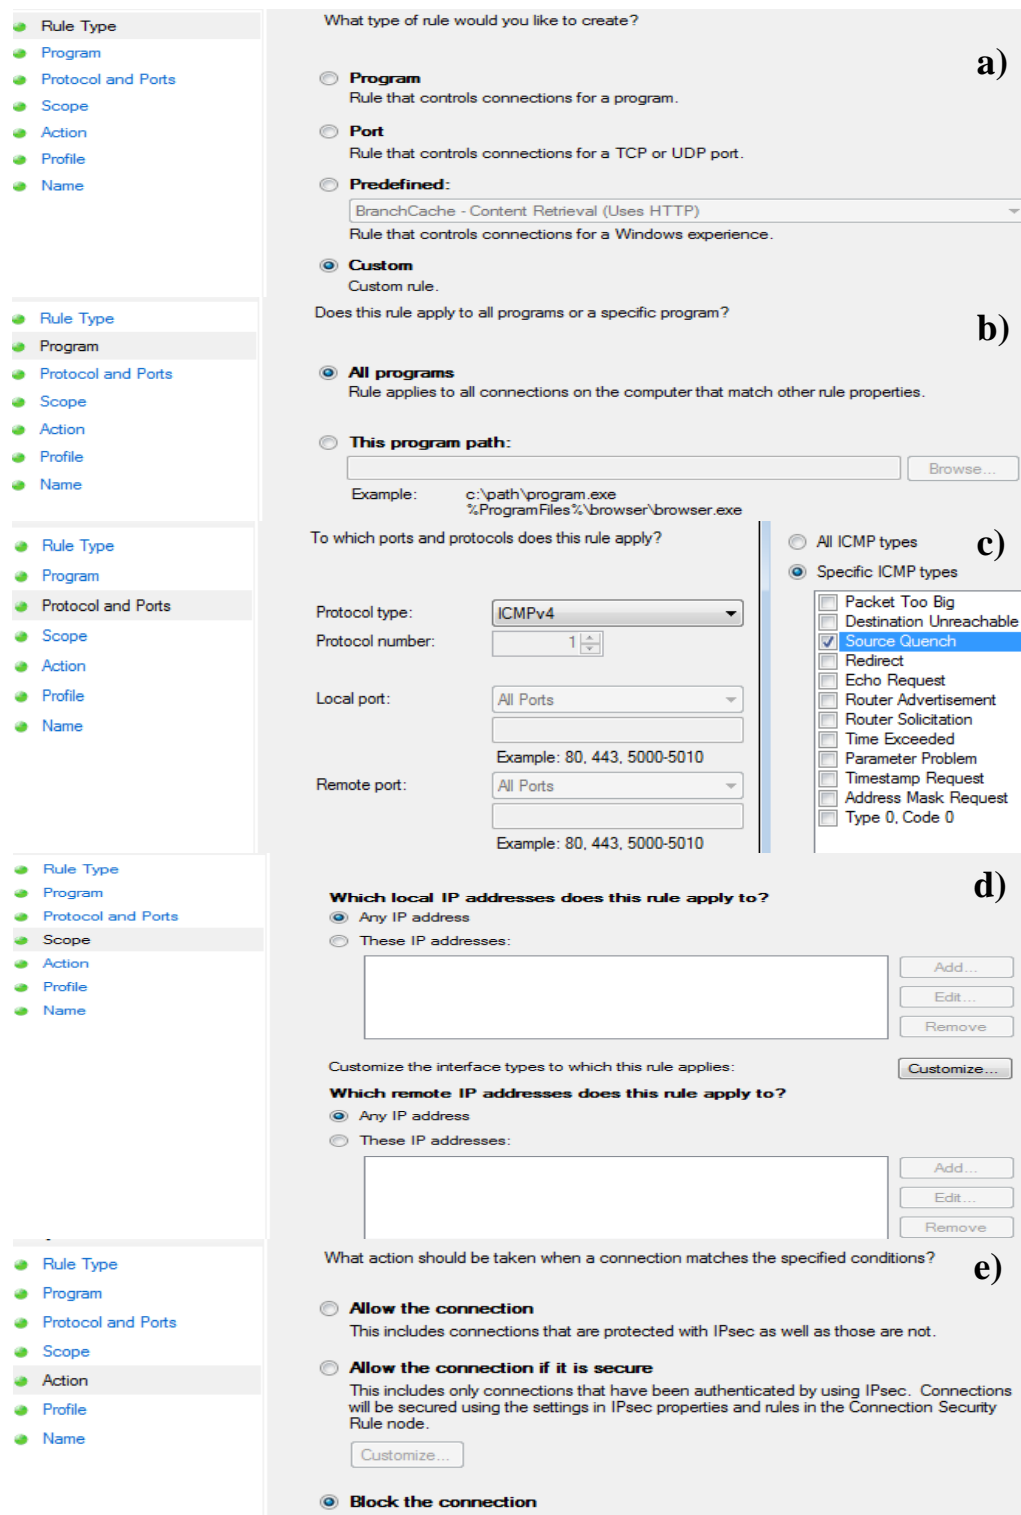 Rule Type
Program
Protocol and Ports
Scope
Action
Profile
Name
What type of rule would you like to create?
a)
Program
Rule that controls connections for a program.
Port
Rule that controls connections for a TCP or UDP port.
Predefined:
BranchCache - Content Retrieval (Uses HTTP)
Rule that controls connections for a Windows experience.
Custom
Custom rule.
Rule Type
Program
Protocol and Ports
Scope
Action
Profile
Name
Does this rule apply to all programs or a specific program?
b)
All programs
Rule applies to all connections on the computer that match other rule properties.
This program path:
Browse...
Example: c:\path\program.exe
%ProgramFiles%\browser\browser.exe
Rule Type
Program
Protocol and Ports
Scope
Action
Profile
Name
To which ports and protocols does this rule apply?
Protocol type: ICMPv4
Protocol number: 1
Local port: All Ports
Example: 80, 443, 5000-5010
Remote port: All Ports
Example: 80, 443, 5000-5010
c)
All ICMP types
Specific ICMP types
Packet Too Big
Destination Unreachable
Source Quench
Redirect
Echo Request
Router Advertisement
Router Solicitation
Time Exceeded
Parameter Problem
Timestamp Request
Address Mask Request
Type 0, Code 0
Rule Type
Program
Protocol and Ports
Scope
Action
Profile
Name
d)
Which local IP addresses does this rule apply to?
Any IP address
These IP addresses:
Add...
Edit...
Remove
Customize the interface types to which this rule applies: Customize...
Which remote IP addresses does this rule apply to?
Any IP address
These IP addresses:
Add...
Edit...
Remove
Rule Type
Program
Protocol and Ports
Scope
Action
Profile
Name
What action should be taken when a connection matches the specified conditions?
e)
Allow the connection
This includes connections that are protected with IPsec as well as those are not.
Allow the connection if it is secure
This includes only connections that have been authenticated by using IPsec. Connections
will be secured using the settings in IPsec properties and rules in the Connection Security
Rule node.
Customize...
Block the connection